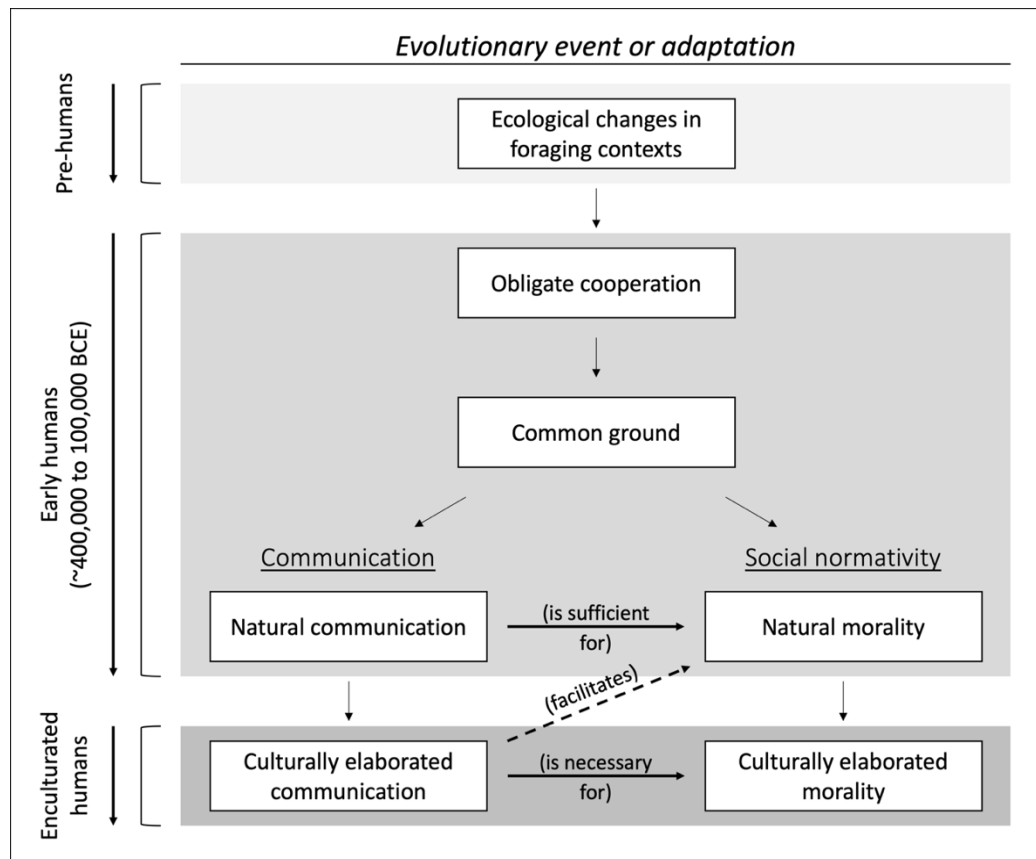 Evolutionary event or adaptation
Pre-humans
Ecological changes in
foraging contexts
Early humans
(~400,000 to 100,000 BCE)
Obligate cooperation
Common ground
Communication
Social normativity
Natural communication
(is sufficient
for)
Natural morality
(facilitates)
Enculturated
humans
Culturally elaborated
communication
(is necessary
for)
Culturally elaborated
morality